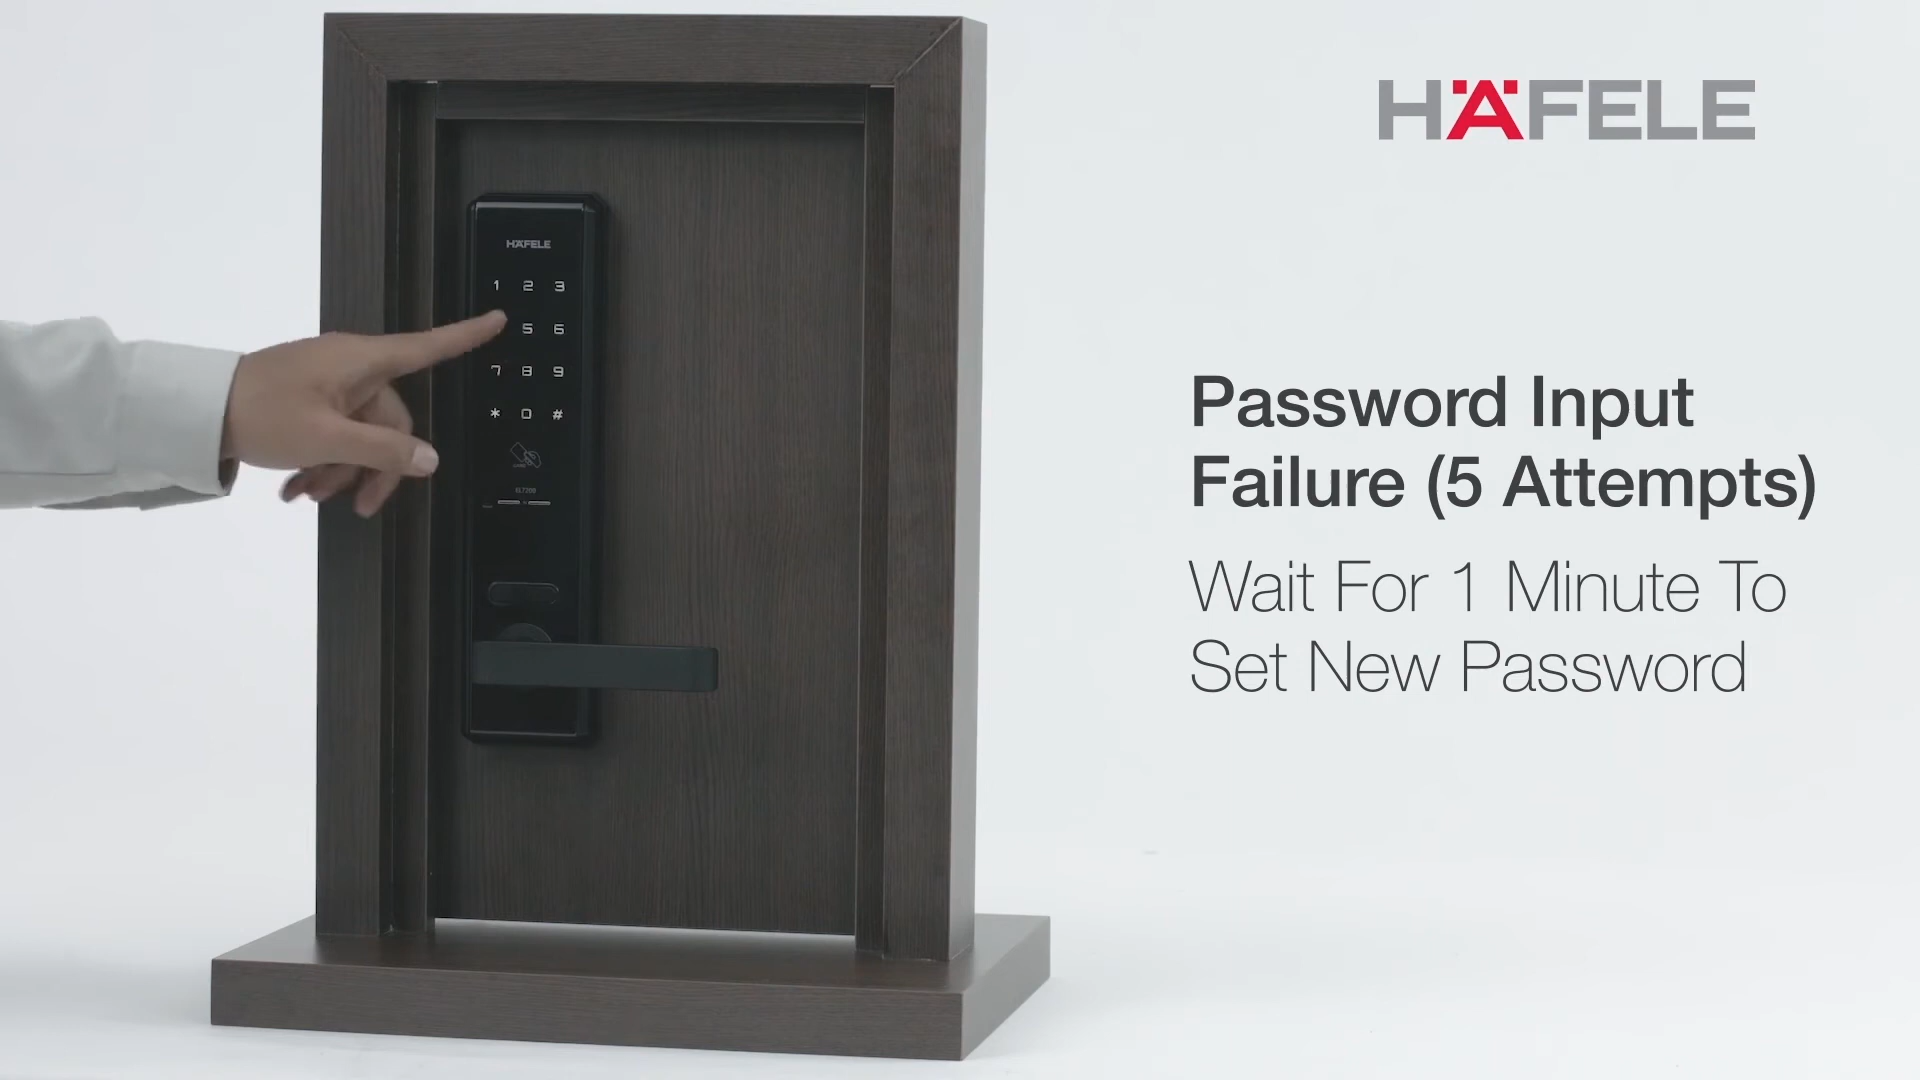 HÄFELE
Password Input
Failure (5 Attempts)
Wait For 1 Minute To
Set New Password
HÄFELE
1 2 3
5 6
7 8 9
* 0 #